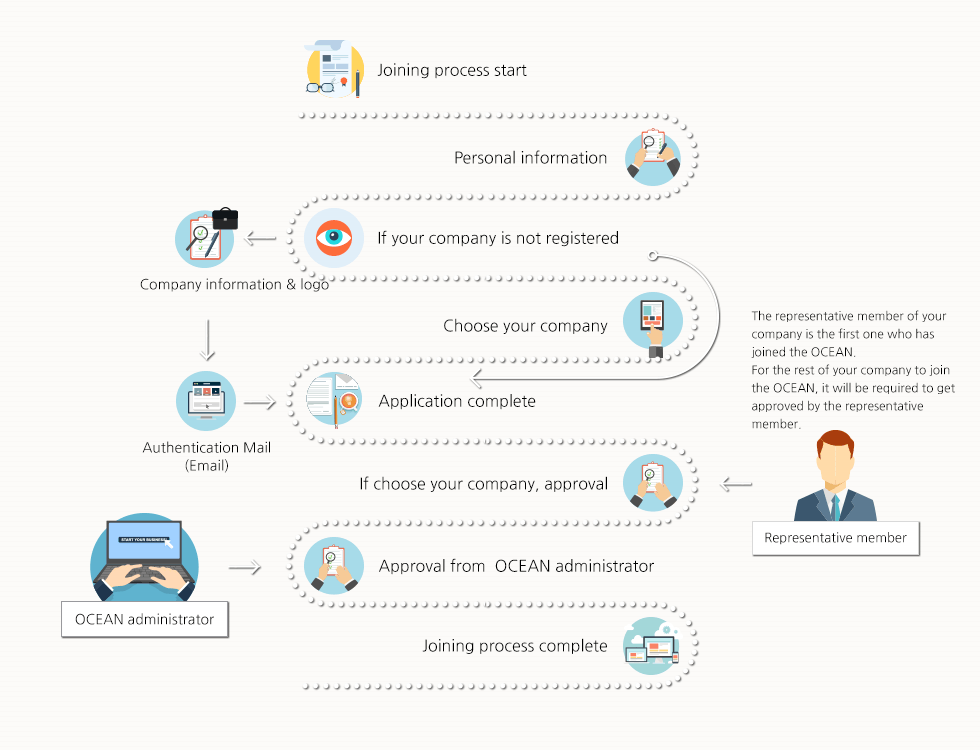 Joining process start
Personal information
If your company is not registered
Company information & logo
Choose your company
The representative member of your
company is the first one who has
joined the OCEAN.
For the rest of your company to join
the OCEAN, it will be required to get
approved by the representative
member.
Application complete
Authentication Mail
(Email)
If choose your company, approval
Representative member
START YOUR BUSINESS
Approval from OCEAN administrator
OCEAN administrator
Joining process complete